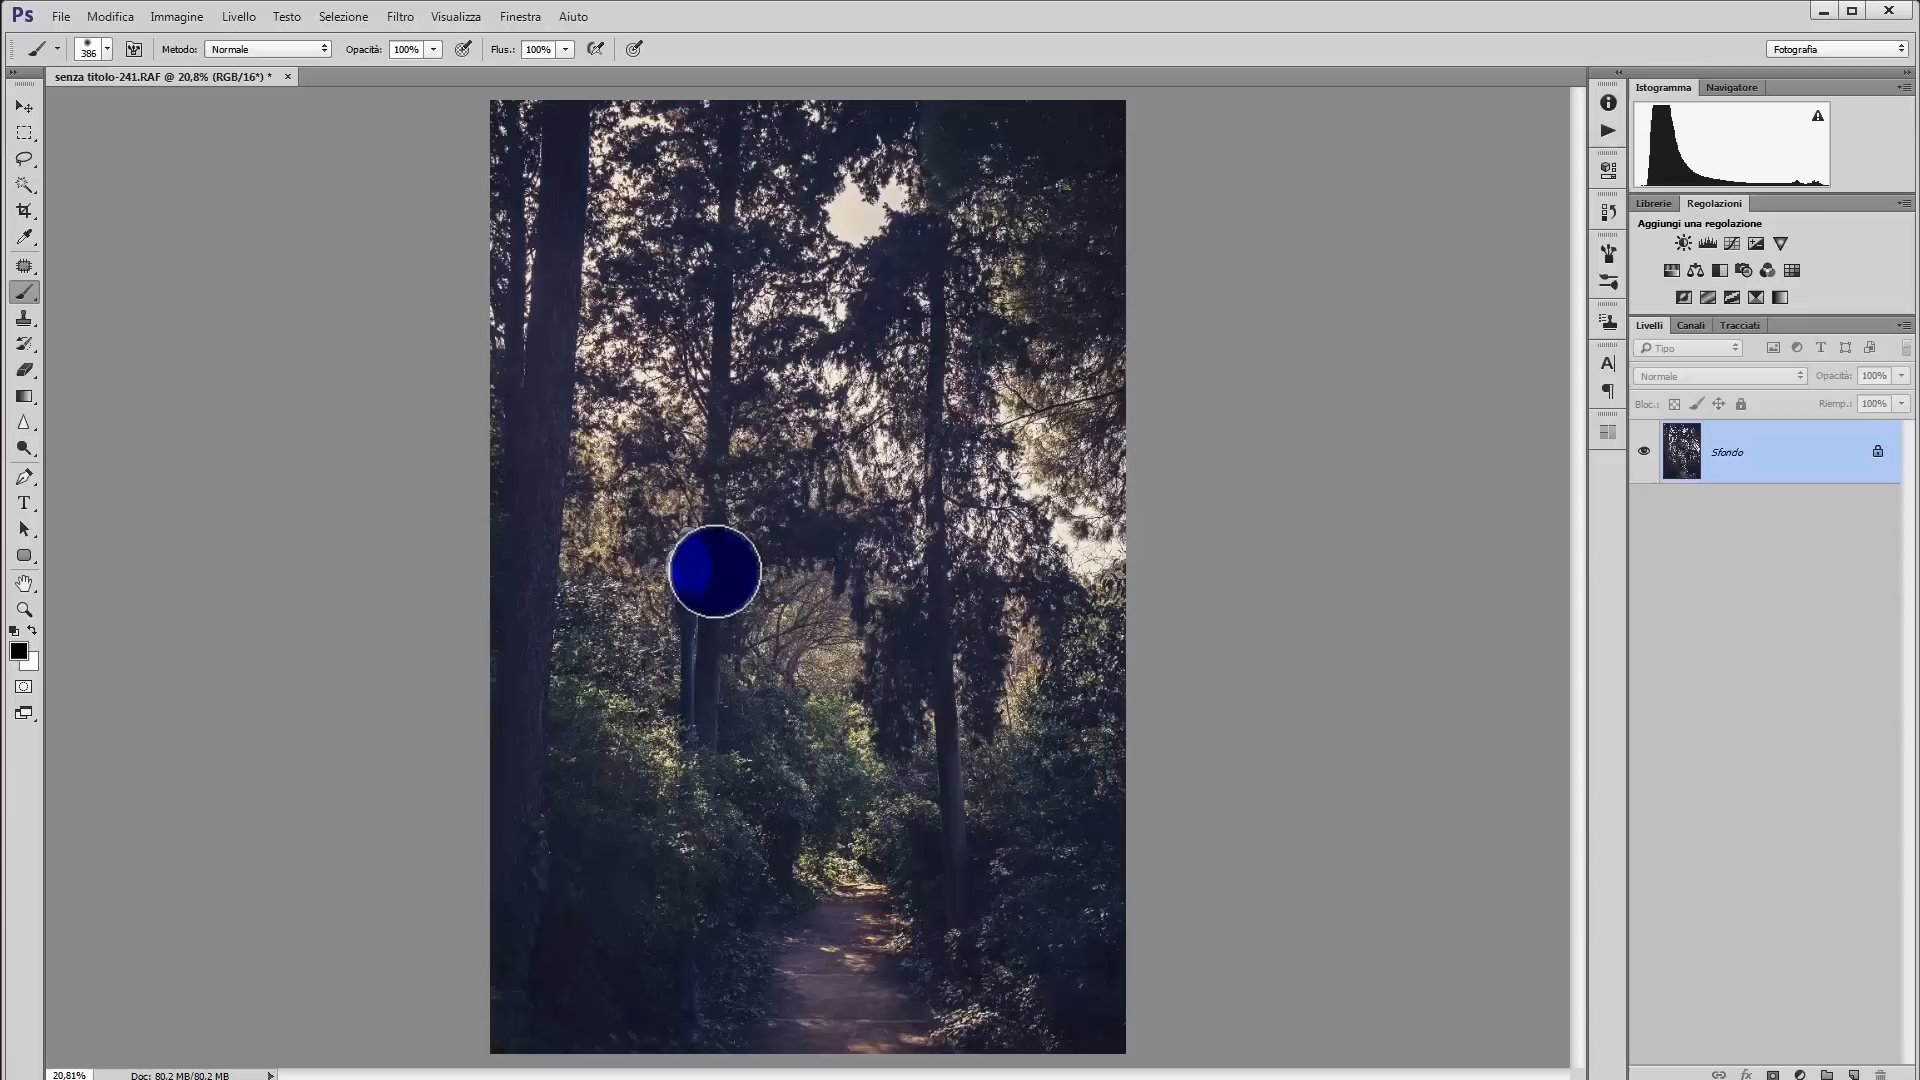 Ps File Modifica Immagine Livello Testo Selezione Filtro Visualizza Finestra Aiuto
386 Metodo: Normale Opacità: 100% Flus.: 100% Fotografia
senza titolo-241.RAF @ 20,8% (RGB/16*) * ×
Istogramma Navigatore
Librerie Regolazioni
Aggiungi una regolazione
Livelli Canali Tracciati
Tipo
Normale Opacità: 100%
Bloc.: Riemp.: 100%
Sfondo
20,81% Doc: 80,2 MB/80,2 MB